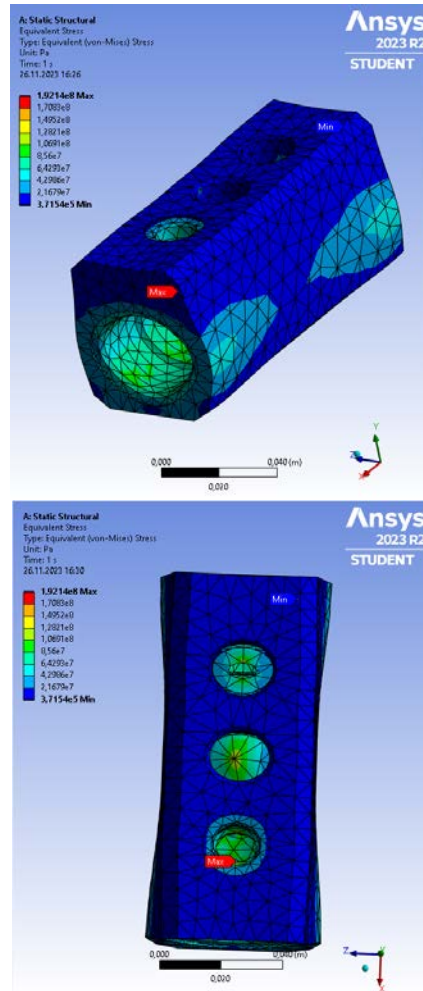 A: Static Structural
Equivalent Stress
Type: Equivalent (von-Mises) Stress
Unit: Pa
Time: 1 s
26.11.2023 16:26
1,9214e8 Max
1,7083e8
1,4952e8
1,2821e8
1,0691e8
8,56e7
6,4293e7
4,2986e7
2,1679e7
3,7154e5 Min
Ansys
2023 R2
STUDENT
Min
Max
0,000
0,040 (m)
0,020
Y
Z
X
A: Static Structural
Equivalent Stress
Type: Equivalent (von-Mises) Stress
Unit: Pa
Time: 1 s
26.11.2023 16:30
1,9214e8 Max
1,7083e8
1,4952e8
1,2821e8
1,0691e8
8,56e7
6,4293e7
4,2986e7
2,1679e7
3,7154e5 Min
Ansys
2023 R2
STUDENT
Min
Max
0,000
0,040 (m)
0,020
Z
X